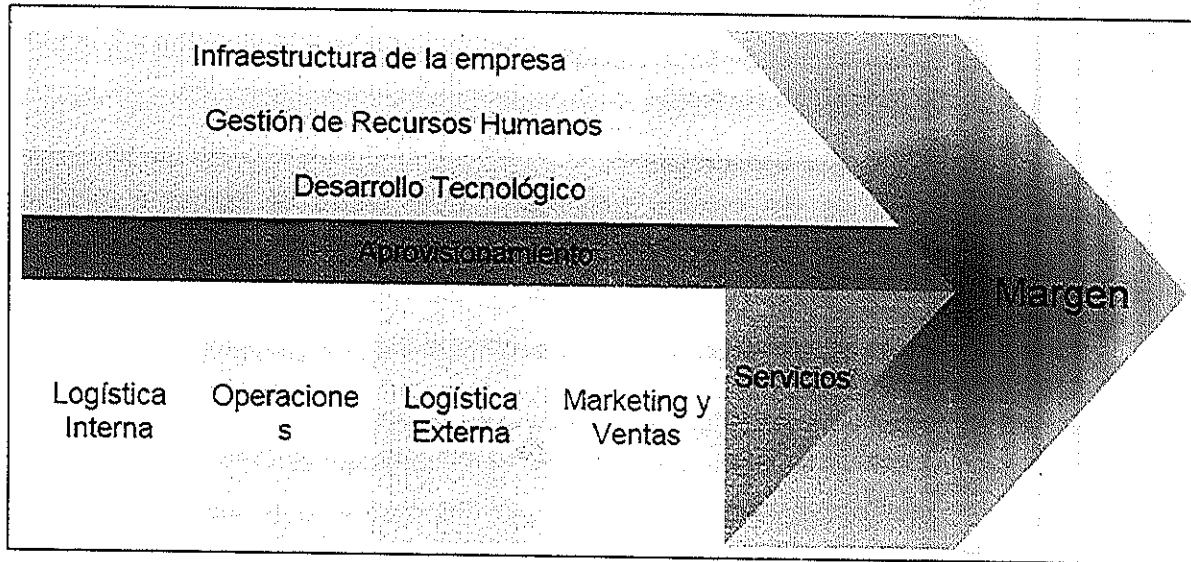 Infraestructura de la empresa
Gestión de Recursos Humanos
Desarrollo Tecnológico
Aprovisionamiento
Margen
Servicios
Logística
Interna
Operacione
s
Logística
Externa
Marketing y
Ventas